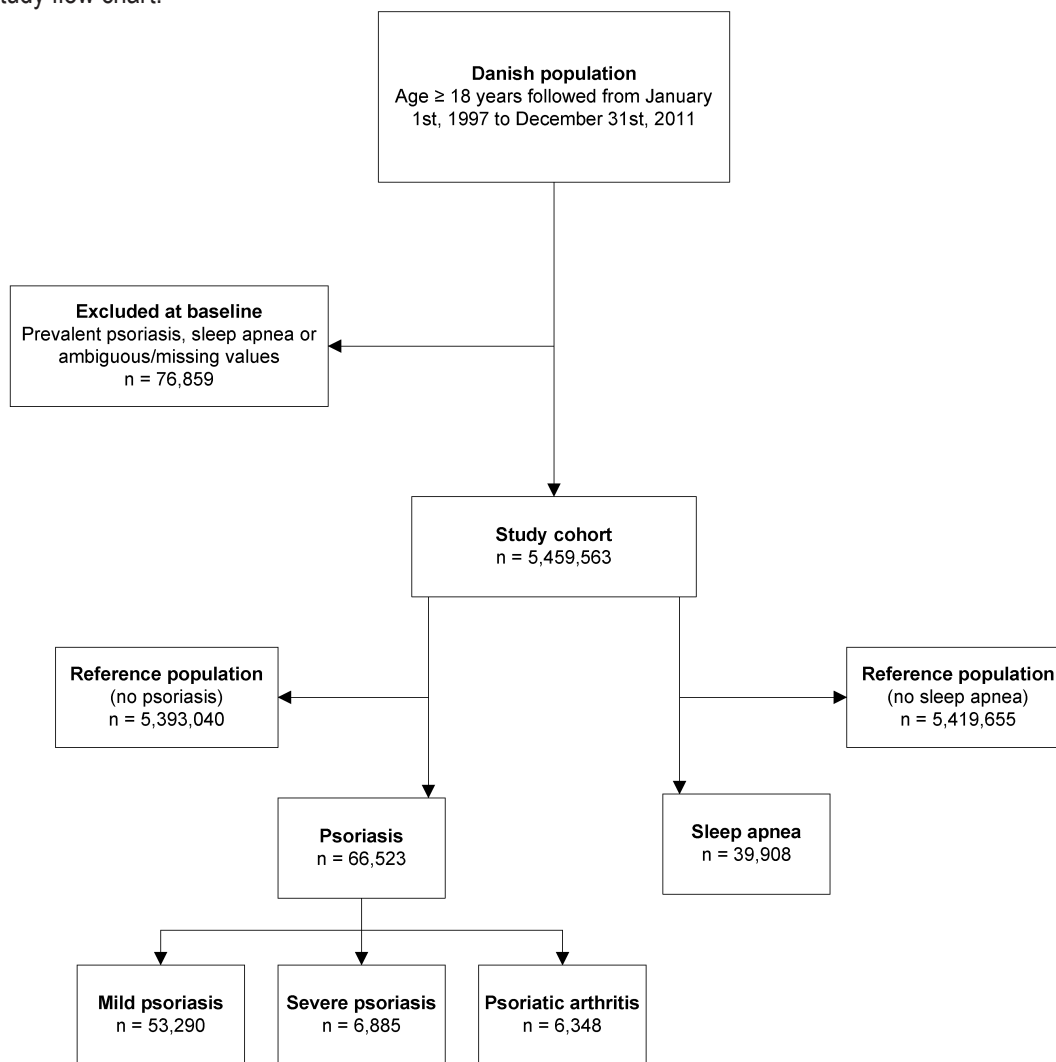 study flow chart.
Danish population
Age ≥ 18 years followed from January
1st, 1997 to December 31st, 2011
Excluded at baseline
Prevalent psoriasis, sleep apnea or
ambiguous/missing values
n = 76,859
Study cohort
n = 5,459,563
Reference population
(no psoriasis)
n = 5,393,040
Reference population
(no sleep apnea)
n = 5,419,655
Psoriasis
n = 66,523
Sleep apnea
n = 39,908
Mild psoriasis
n = 53,290
Severe psoriasis
n = 6,885
Psoriatic arthritis
n = 6,348